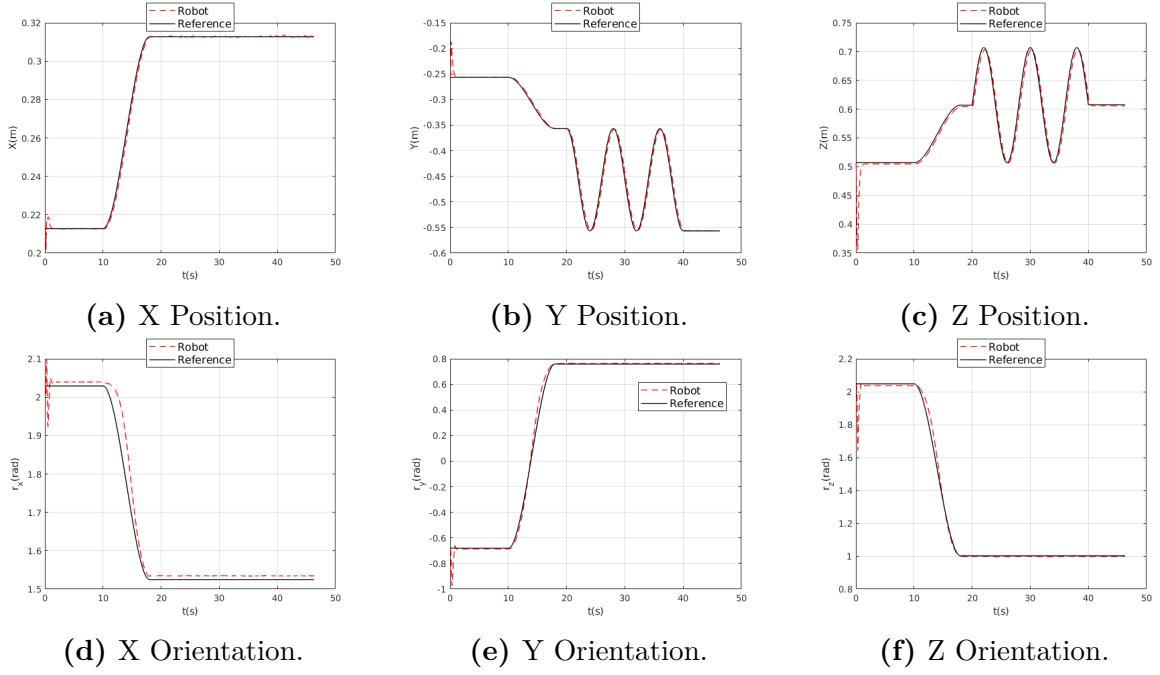 Robot
Reference
0.32
0.3
0.28
0.26
0.24
0.22
0.2
X(m)
0 10 20 30 40 50
t(s)
(a) X Position.
Robot
Reference
-0.15
-0.2
-0.25
-0.3
-0.35
-0.4
-0.45
-0.5
-0.55
-0.6
Y(m)
0 10 20 30 40 50
t(s)
(b) Y Position.
Robot
Reference
0.75
0.7
0.65
0.6
0.55
0.5
0.45
0.4
0.35
Z(m)
0 10 20 30 40 50
t(s)
(c) Z Position.
Robot
Reference
2.1
2
1.9
1.8
1.7
1.6
1.5
r_x(rad)
0 10 20 30 40 50
t(s)
(d) X Orientation.
Robot
Reference
0.8
0.6
0.4
0.2
0
-0.2
-0.4
-0.6
-0.8
-1
r_y(rad)
0 10 20 30 40 50
t(s)
(e) Y Orientation.
Robot
Reference
2.2
2
1.8
1.6
1.4
1.2
1
0.8
r_z(rad)
0 10 20 30 40 50
t(s)
(f) Z Orientation.